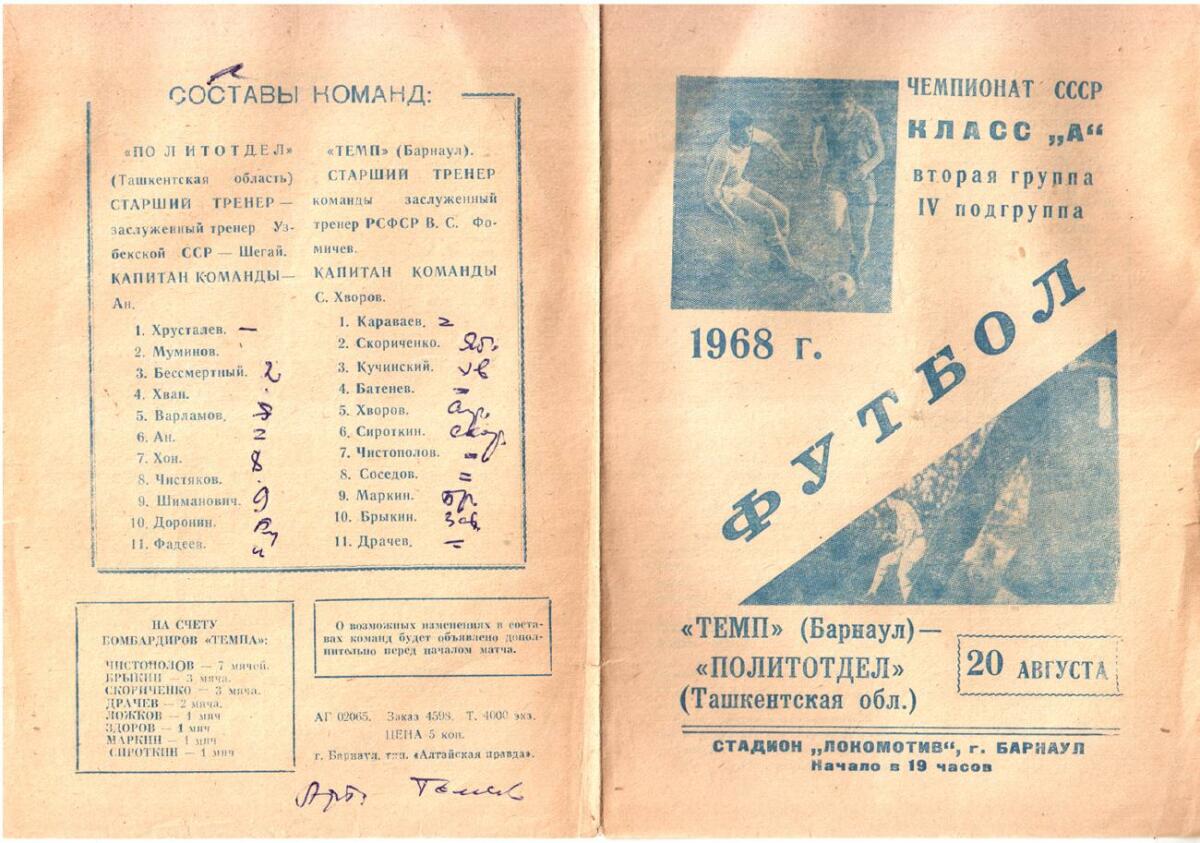 СОСТАВЫ КОМАНД:
«ПОЛИТОТДЕЛ»
(Ташкентская область)
СТАРШИЙ ТРЕНЕР —
заслуженный тренер Уз-
бекской ССР — Шегай.
КАПИТАН КОМАНДЫ—
Ан.
1. Хрусталев. —
2. Муминов.
3. Бессмертный. 2
4. Хван.
5. Варламов.
6. Ан.
7. Хон. 8
8. Чистяков.
9. Шиманович. 9
10. Доронин.
11. Фадеев.
«ТЕМП» (Барнаул).
СТАРШИЙ ТРЕНЕР
команды заслуженный
тренер РСФСР В. С. Фо-
мичев.
КАПИТАН КОМАНДЫ
С. Хворов.
1. Караваев.
2. Скориченко.
3. Кучинский. хв
4. Батенев. =
5. Хворов.
6. Сироткин.
7. Чистополов. =
8. Соседов. =
9. Маркин. Бр.
10. Брыкин. Зав.
11. Драчев. =
НА СЧЕТУ
БОМБАРДИРОВ «ТЕМПА»:
ЧИСТОПОЛОВ — 7 мячей.
БРЫКИН — 3 мяча.
СКОРИЧЕНКО — 3 мяча.
ДРАЧЕВ — 2 мяча.
ЛОЖКОВ — 1 мяч
ЗДОРОВ — 1 мяч
МАРКИН — 1 мяч
СИРОТКИН — 1 мяч
О возможных изменениях в соста-
вах команд будет объявлено допол-
нительно перед началом матча.
АГ 02065. Заказ 4598. Т. 4000 экз.
ЦЕНА 5 коп.
г. Барнаул, тип. «Алтайская правда».
ЧЕМПИОНАТ СССР
КЛАСС „А“
вторая группа
IV подгруппа
1968 г.
ФУТБОЛ
«ТЕМП» (Барнаул)—
«ПОЛИТОТДЕЛ»
(Ташкентская обл.)
20 АВГУСТА
СТАДИОН „ЛОКОМОТИВ“, г. БАРНАУЛ
Начало в 19 часов